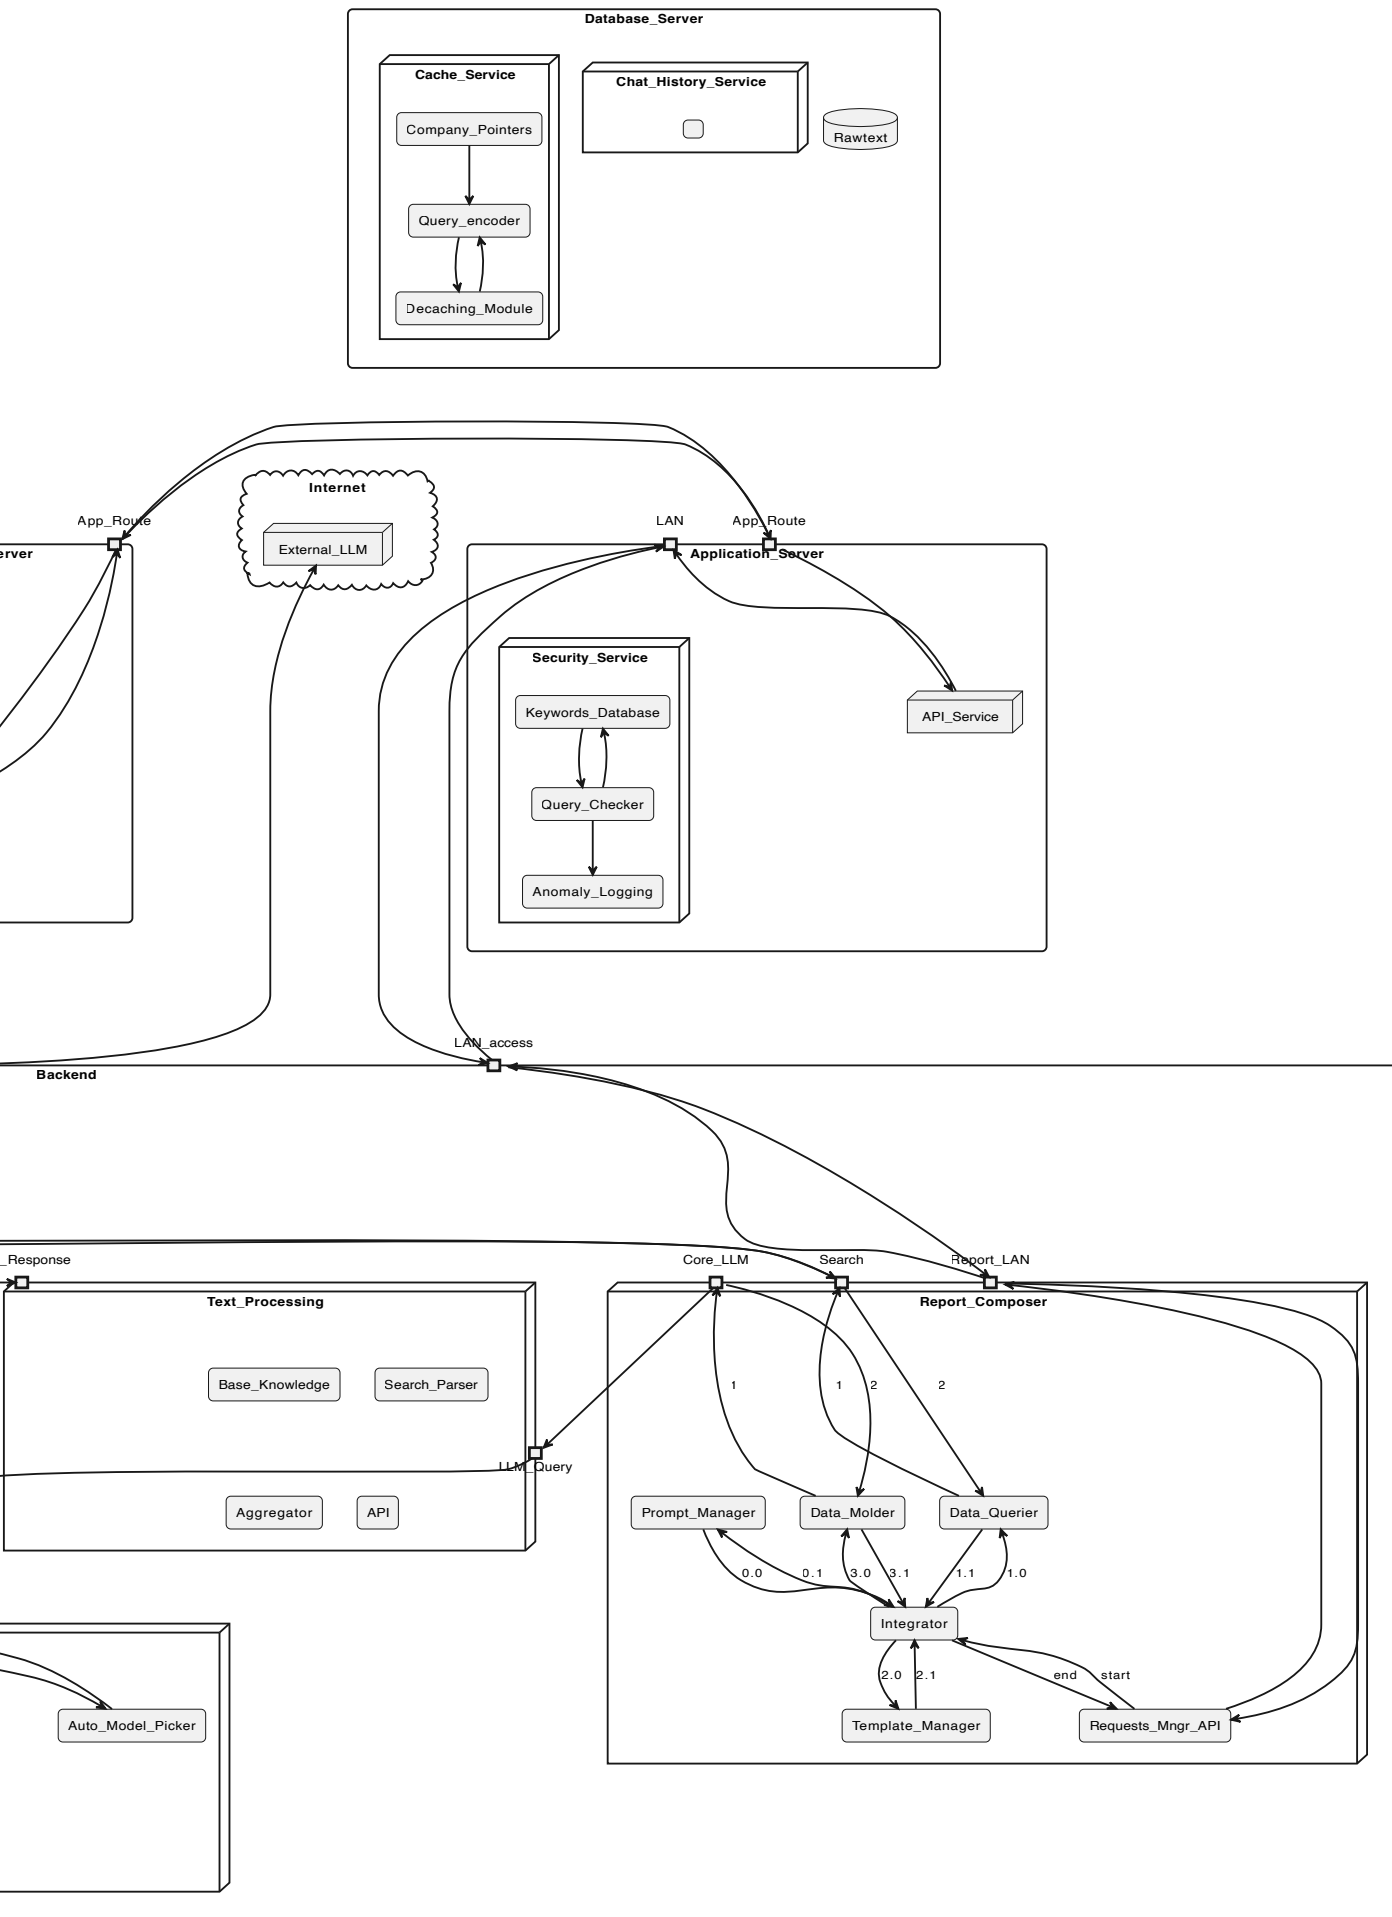 Database_Server
Cache_Service
Chat_History_Service
Company_Pointers
Rawtext
Query_encoder
Decaching_Module
Internet
App_Route
LAN
App_Route
External_LLM
erver
Application_Server
Security_Service
Keywords_Database
API_Service
Query_Checker
Anomaly_Logging
LAN_access
Backend
_Response
Core_LLM
Search
Report_LAN
Text_Processing
Report_Composer
Base_Knowledge
Search_Parser
1
1
2
2
LLM_Query
Aggregator
API
Prompt_Manager
Data_Molder
Data_Querier
0.0
0.1
3.0
3.1
1.1
1.0
Integrator
2.0
2.1
end
start
Auto_Model_Picker
Template_Manager
Requests_Mngr_API